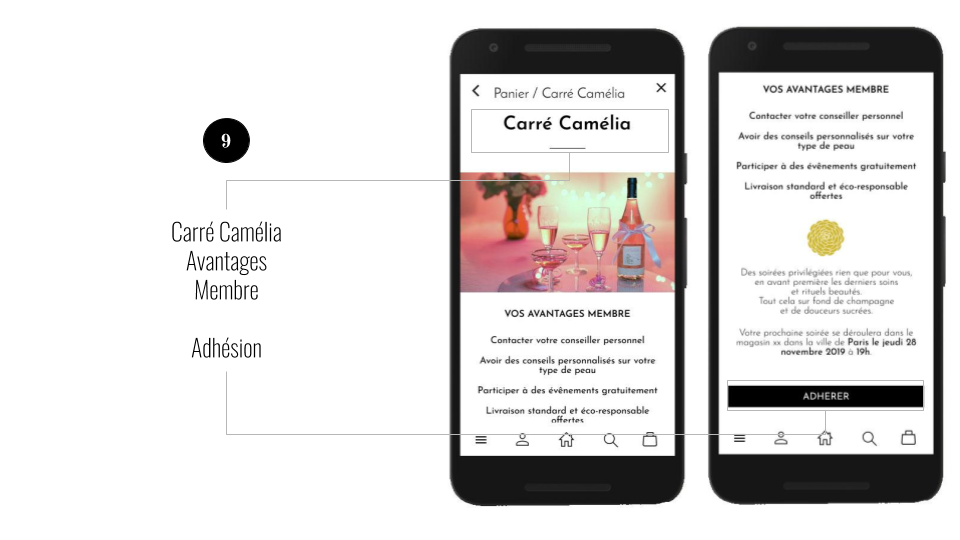 9
Carré Camélia
Avantages
Membre
Adhésion
Panier / Carré Camélia
Carré Camélia
VOS AVANTAGES MEMBRE
Contacter votre conseiller personnel
Avoir des conseils personnalisés sur votre
type de peau
Participer à des évênements gratuitement
Livraison standard et éco-responsable
offertes
VOS AVANTAGES MEMBRE
Contacter votre conseiller personnel
Avoir des conseils personnalisés sur votre
type de peau
Participer à des évênements gratuitement
Livraison standard et éco-responsable
offertes
Des soirées privilégiées rien que pour vous,
en avant première les derniers soins
et rituels beautés.
Tout cela sur fond de champagne
et de douceurs sucrées.
Votre prochaine soirée se déroulera dans le
magasin xx dans la ville de Paris le jeudi 28
novembre 2019 à 19h.
ADHERER